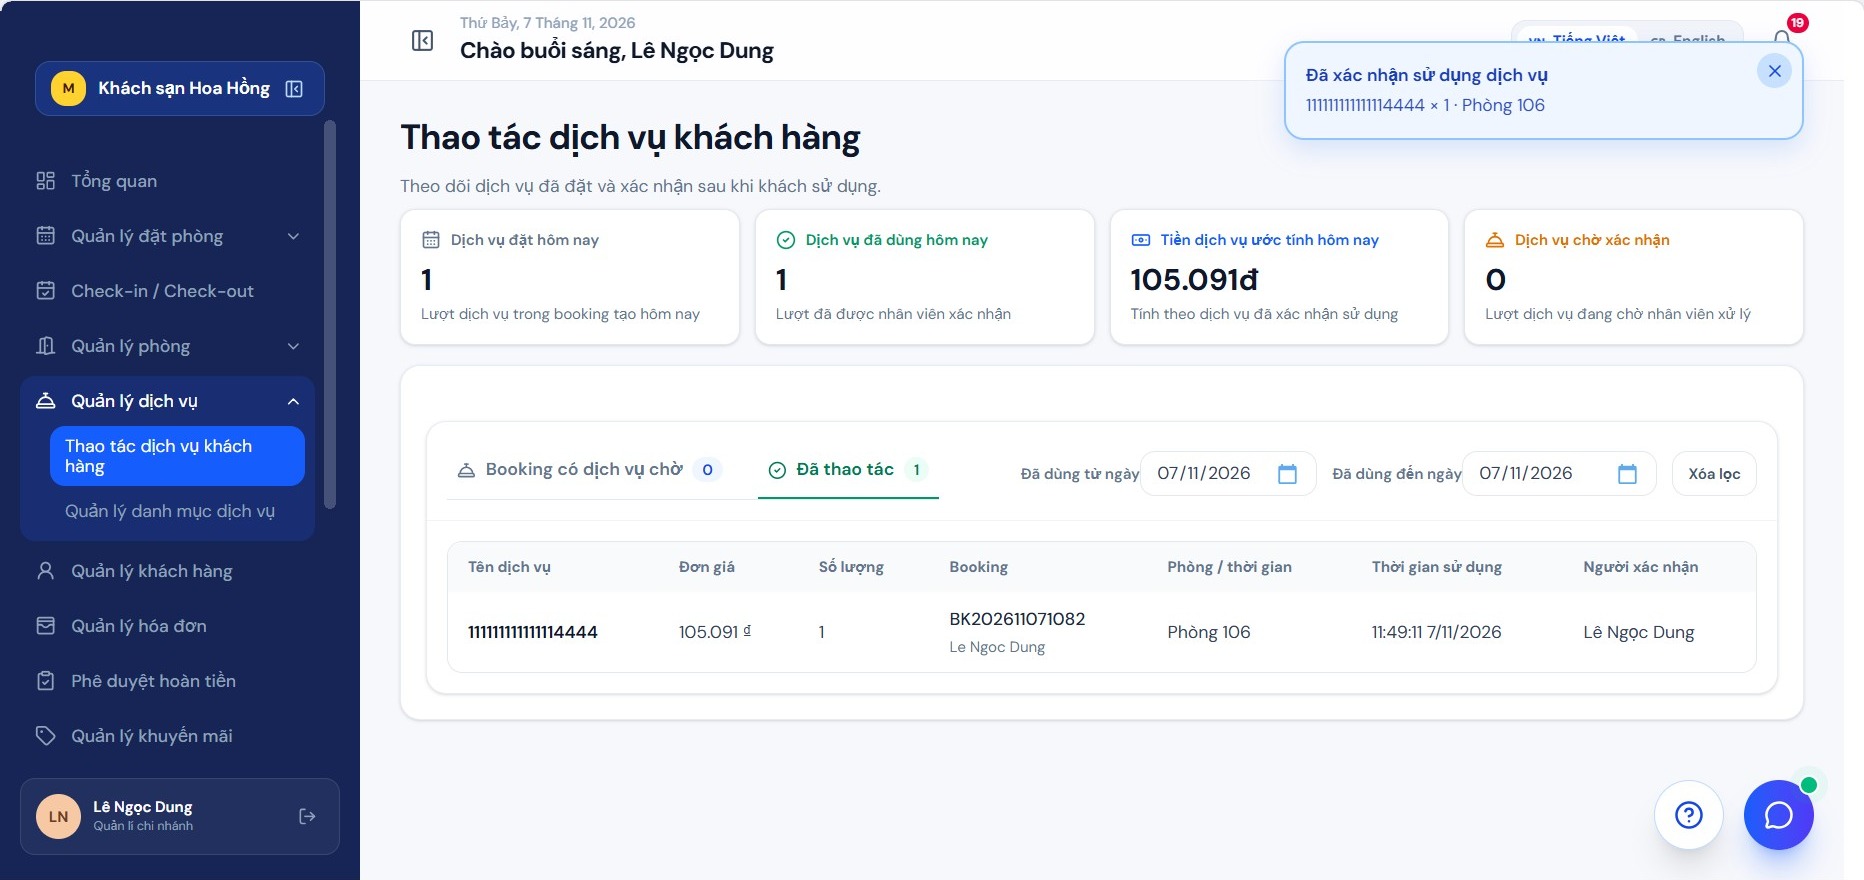 M Khách sạn Hoa Hồng
Tổng quan
Quản lý đặt phòng
Check-in / Check-out
Quản lý phòng
Quản lý dịch vụ
Thao tác dịch vụ khách
hàng
Quản lý danh mục dịch vụ
Quản lý khách hàng
Quản lý hóa đơn
Phê duyệt hoàn tiền
Quản lý khuyến mãi
LN
Lê Ngọc Dung
Quản lí chi nhánh
Thứ Bảy, 7 Tháng 11, 2026
Chào buổi sáng, Lê Ngọc Dung
VN Tiếng Việt GB English
19
Đã xác nhận sử dụng dịch vụ
111111111111114444 × 1 · Phòng 106
Thao tác dịch vụ khách hàng
Theo dõi dịch vụ đã đặt và xác nhận sau khi khách sử dụng.
Dịch vụ đặt hôm nay
1
Lượt dịch vụ trong booking tạo hôm nay
Dịch vụ đã dùng hôm nay
1
Lượt đã được nhân viên xác nhận
Tiền dịch vụ ước tính hôm nay
105.091đ
Tính theo dịch vụ đã xác nhận sử dụng
Dịch vụ chờ xác nhận
0
Lượt dịch vụ đang chờ nhân viên xử lý
Booking có dịch vụ chờ 0
Đã thao tác 1
Đã dùng từ ngày 07/11/2026
Đã dùng đến ngày 07/11/2026
Xóa lọc
Tên dịch vụ Đơn giá Số lượng Booking Phòng / thời gian Thời gian sử dụng Người xác nhận
111111111111114444 105.091 ₫ 1 BK202611071082 Phòng 106 11:49:11 7/11/2026 Lê Ngọc Dung
Le Ngoc Dung